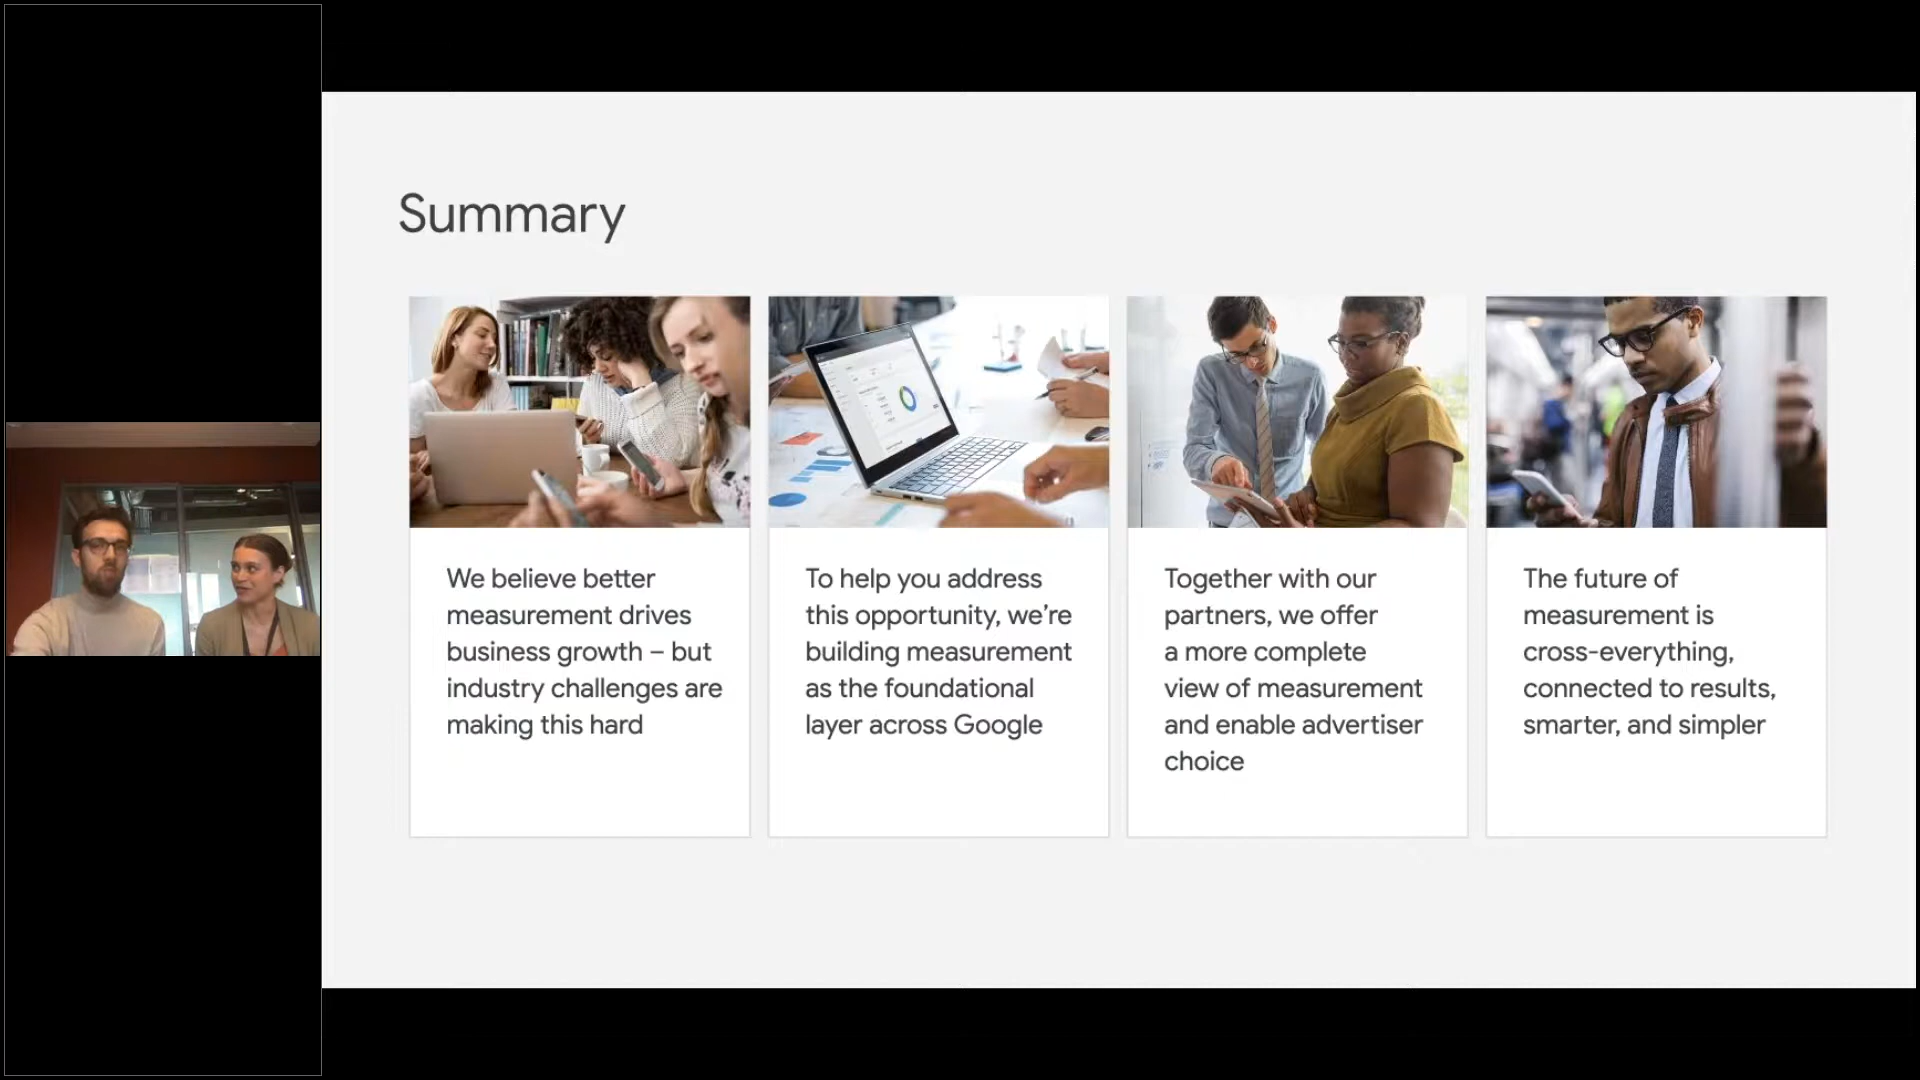 Summary
We believe better
measurement drives
business growth – but
industry challenges are
making this hard
To help you address
this opportunity, we’re
building measurement
as the foundational
layer across Google
Together with our
partners, we offer
a more complete
view of measurement
and enable advertiser
choice
The future of
measurement is
cross-everything,
connected to results,
smarter, and simpler